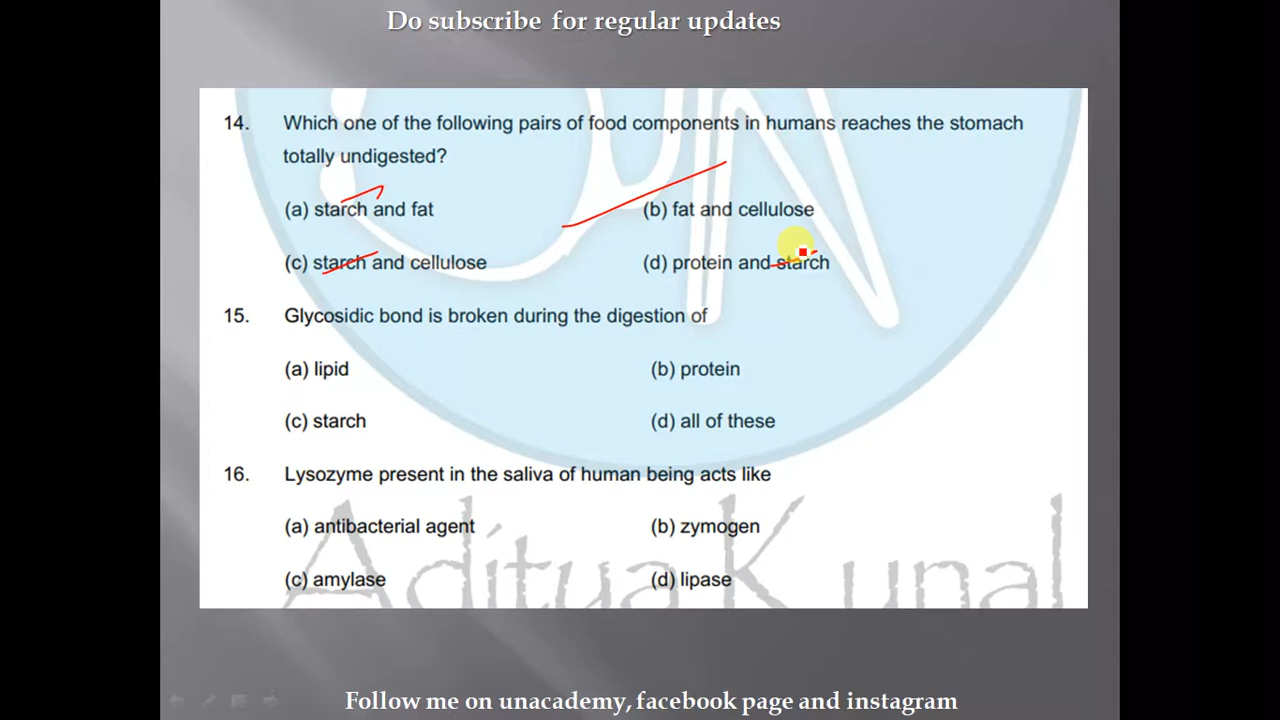 Do subscribe for regular updates
14. Which one of the following pairs of food components in humans reaches the stomach
totally undigested?
(a) starch and fat (b) fat and cellulose
(c) starch and cellulose (d) protein and starch
15. Glycosidic bond is broken during the digestion of
(a) lipid (b) protein
(c) starch (d) all of these
16. Lysozyme present in the saliva of human being acts like
(a) antibacterial agent (b) zymogen
(c) amylase (d) lipase
Aditua Kunal
Follow me on unacademy, facebook page and instagram